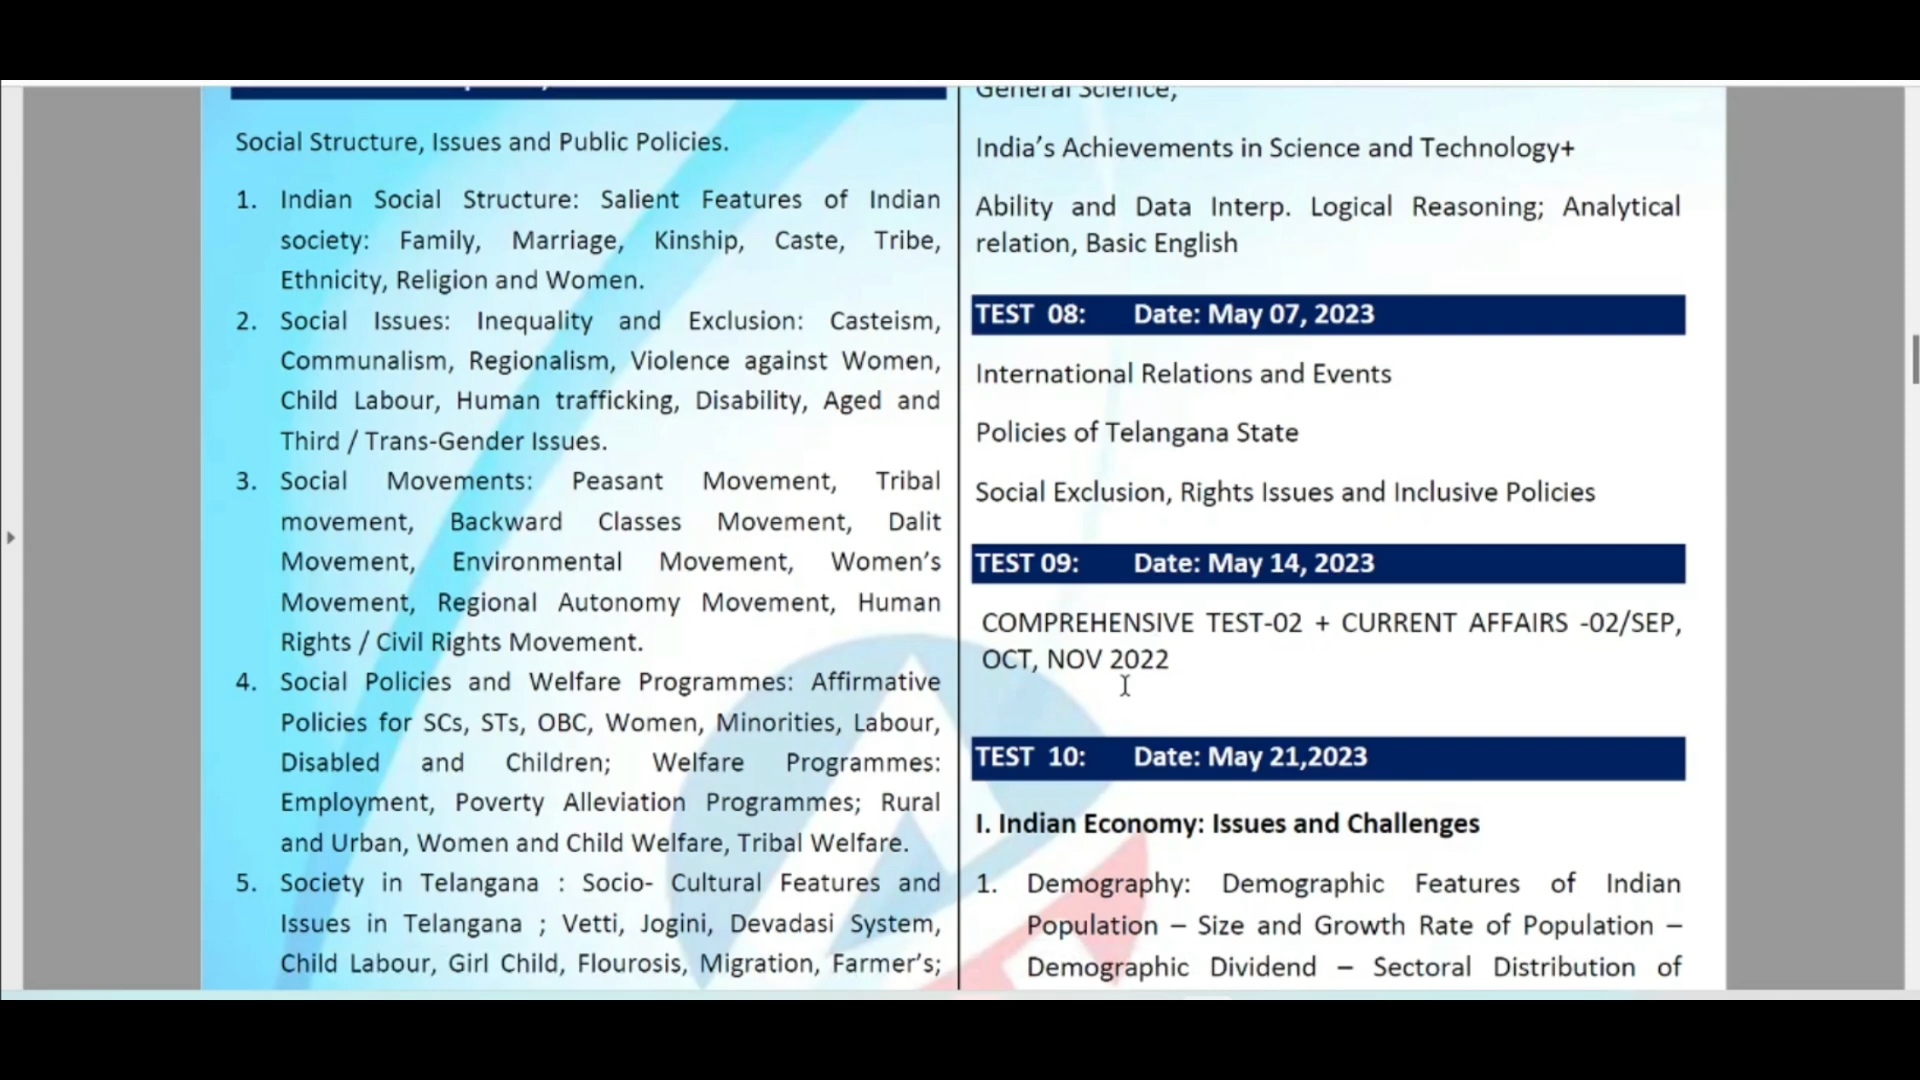 Social Structure, Issues and Public Policies.
1. Indian Social Structure: Salient Features of Indian
society: Family, Marriage, Kinship, Caste, Tribe,
Ethnicity, Religion and Women.
2. Social Issues: Inequality and Exclusion: Casteism,
Communalism, Regionalism, Violence against Women,
Child Labour, Human trafficking, Disability, Aged and
Third / Trans-Gender Issues.
3. Social Movements: Peasant Movement, Tribal
movement, Backward Classes Movement, Dalit
Movement, Environmental Movement, Women’s
Movement, Regional Autonomy Movement, Human
Rights / Civil Rights Movement.
4. Social Policies and Welfare Programmes: Affirmative
Policies for SCs, STs, OBC, Women, Minorities, Labour,
Disabled and Children; Welfare Programmes:
Employment, Poverty Alleviation Programmes; Rural
and Urban, Women and Child Welfare, Tribal Welfare.
5. Society in Telangana : Socio- Cultural Features and
Issues in Telangana ; Vetti, Jogini, Devadasi System,
Child Labour, Girl Child, Flourosis, Migration, Farmer’s;
General Science,
India’s Achievements in Science and Technology+
Ability and Data Interp. Logical Reasoning; Analytical
relation, Basic English
TEST 08: Date: May 07, 2023
International Relations and Events
Policies of Telangana State
Social Exclusion, Rights Issues and Inclusive Policies
TEST 09: Date: May 14, 2023
COMPREHENSIVE TEST-02 + CURRENT AFFAIRS -02/SEP,
OCT, NOV 2022
TEST 10: Date: May 21,2023
I. Indian Economy: Issues and Challenges
1. Demography: Demographic Features of Indian
Population – Size and Growth Rate of Population –
Demographic Dividend – Sectoral Distribution of